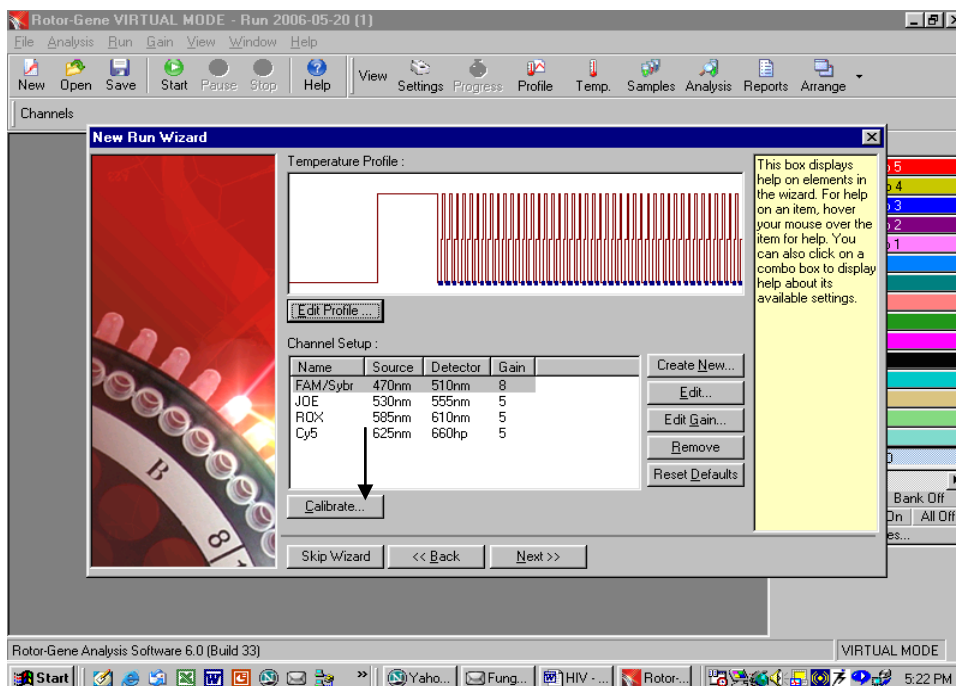 Rotor-Gene VIRTUAL MODE - Run 2006-05-20 (1)
File Analysis Run Gain View Window Help
New Open Save Start Pause Stop Help View Settings Progress Profile Temp. Samples Analysis Reports Arrange
Channels
New Run Wizard
Temperature Profile :
Edit Profile ...
Channel Setup :
Name Source Detector Gain
FAM/Sybr 470nm 510nm 8
JOE 530nm 555nm 5
ROX 585nm 610nm 5
Cy5 625nm 660hp 5
Create New...
Edit...
Edit Gain...
Remove
Reset Defaults
Calibrate...
Skip Wizard << Back Next >>
This box displays
help on elements in
the wizard. For help
on an item, hover
your mouse over the
item for help. You
can also click on a
combo box to display
help about its
available settings.
B
8
5
4
3
2
1
Bank Off
On All Off
es...
Rotor-Gene Analysis Software 6.0 (Build 33) VIRTUAL MODE
Start Yaho... Fung... HIV - ... Rotor-... 5:22 PM